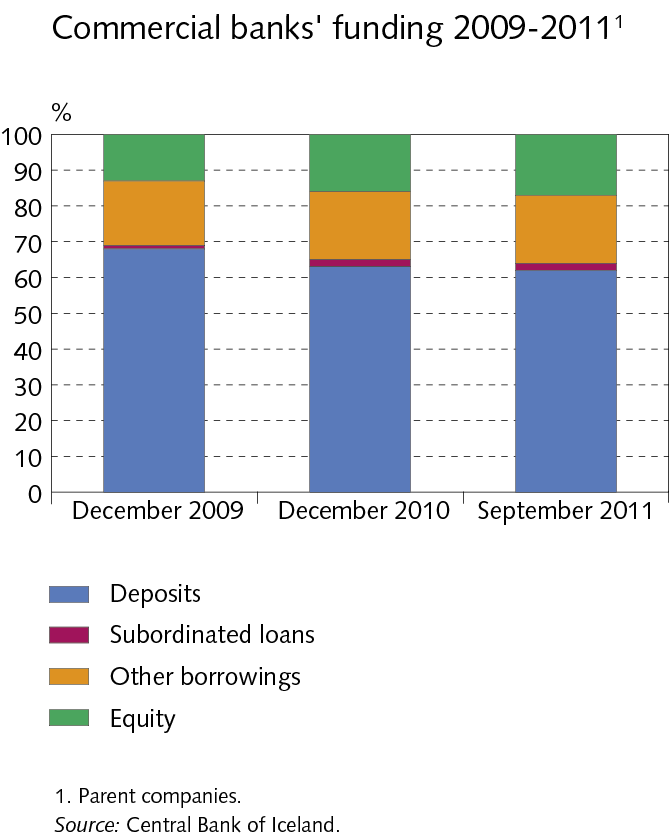 Commercial banks' funding 2009-2011¹
%
100
90
80
70
60
50
40
30
20
10
0
December 2009 December 2010 September 2011
Deposits
Subordinated loans
Other borrowings
Equity
1. Parent companies.
Source: Central Bank of Iceland.